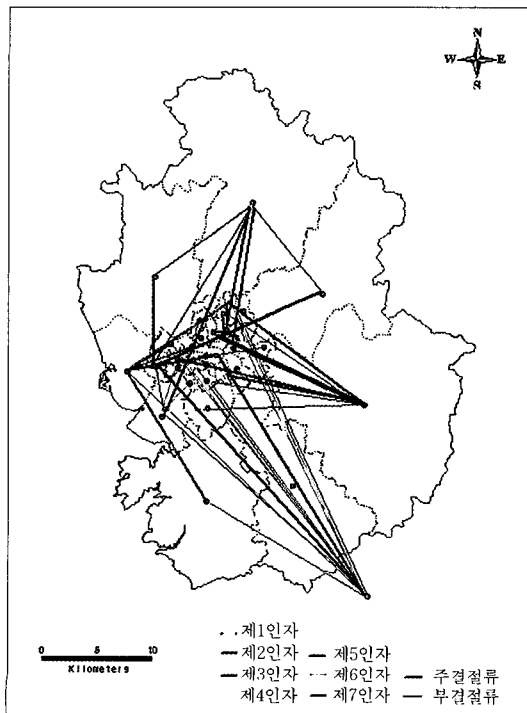 N
W E
S
0 5 10
Kilometers
제1인자
제2인자 제5인자
제3인자 제6인자 주결절류
제4인자 제7인자 부결절류